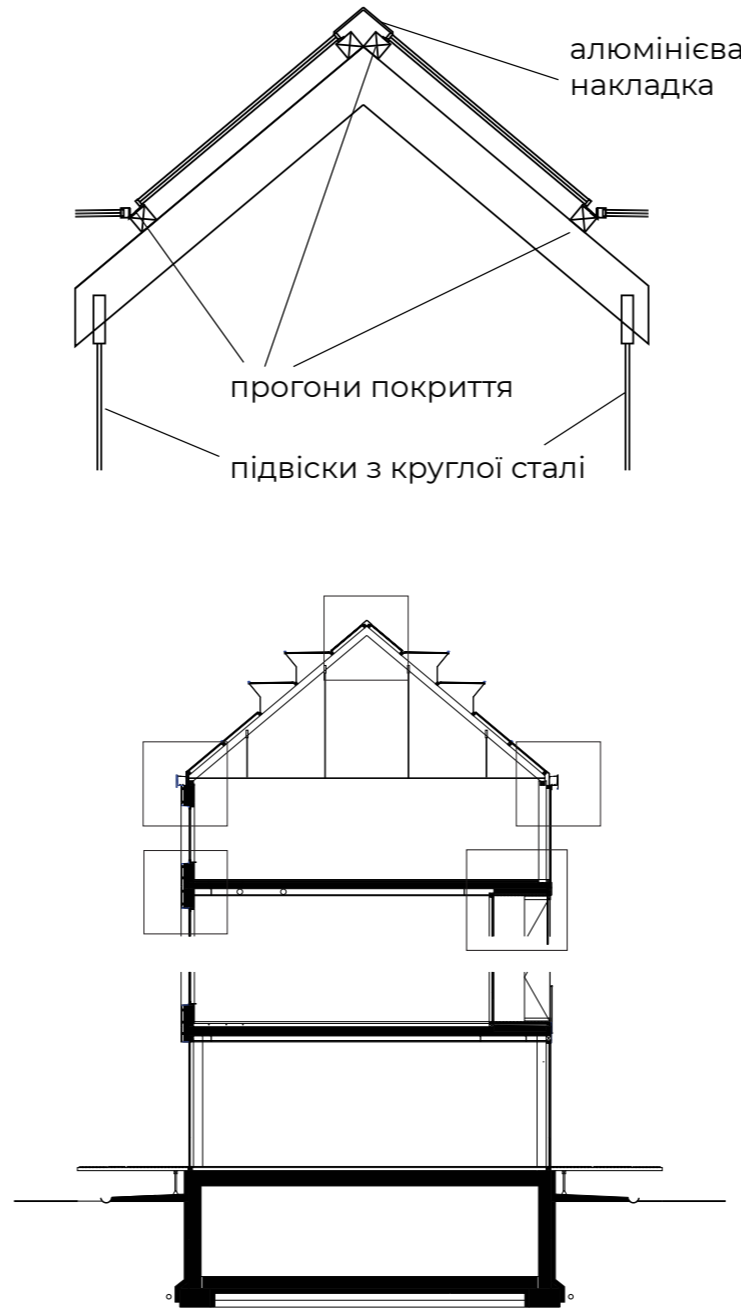 алюмінієва
накладка
прогони покриття
підвіски з круглої сталі